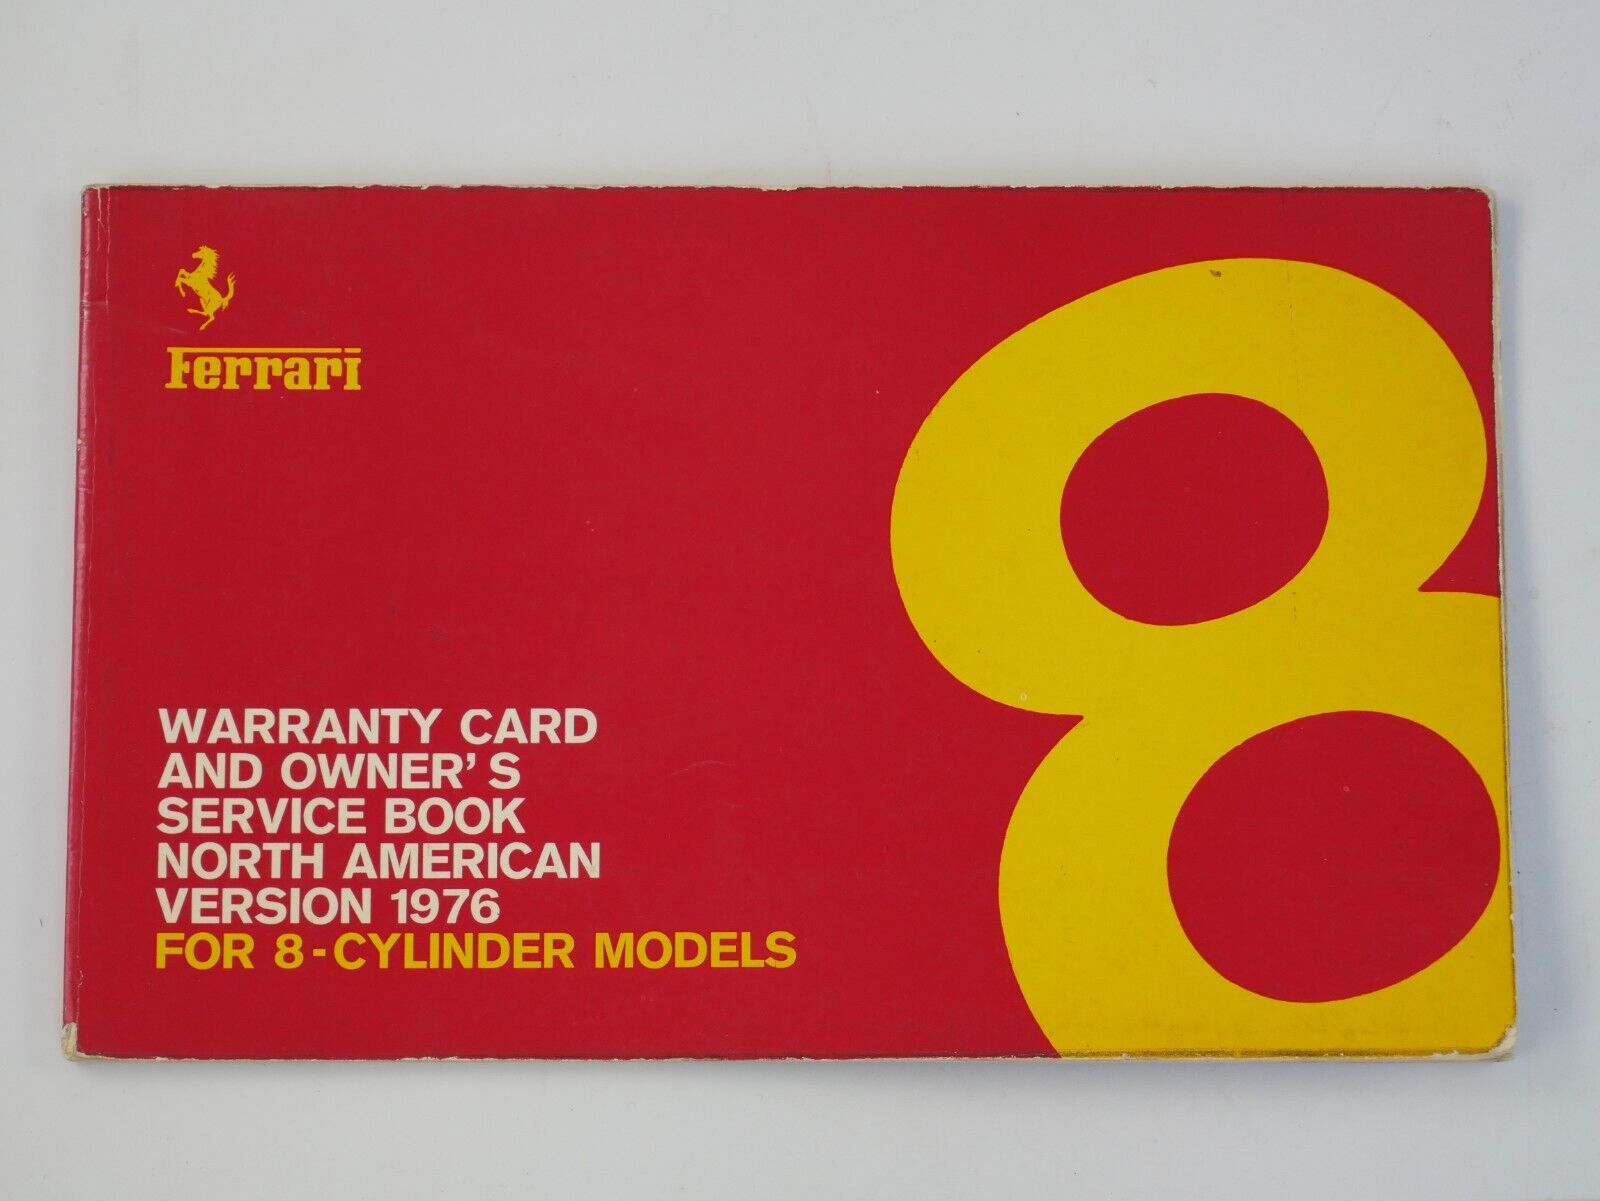 Ferrari
WARRANTY CARD
AND OWNER'S
SERVICE BOOK
NORTH AMERICAN
VERSION 1976
FOR 8-CYLINDER MODELS
8